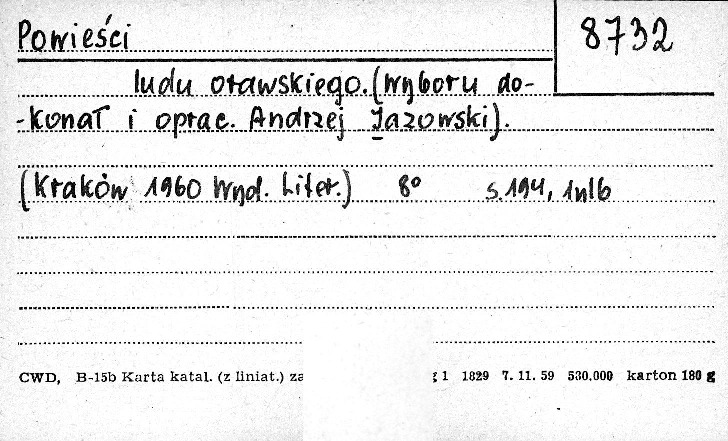 Powieści
8732
ludu orawskiego. (Wyboru do-
-konał i oprac. Andrzej Jazowski).
(Kraków 1960 Wyd. Liter.) 8° s. 194, 1nlb
CWD, B-15b Karta katal. (z liniat.) za 1 1829 7. 11. 59 530.000 karton 180 g